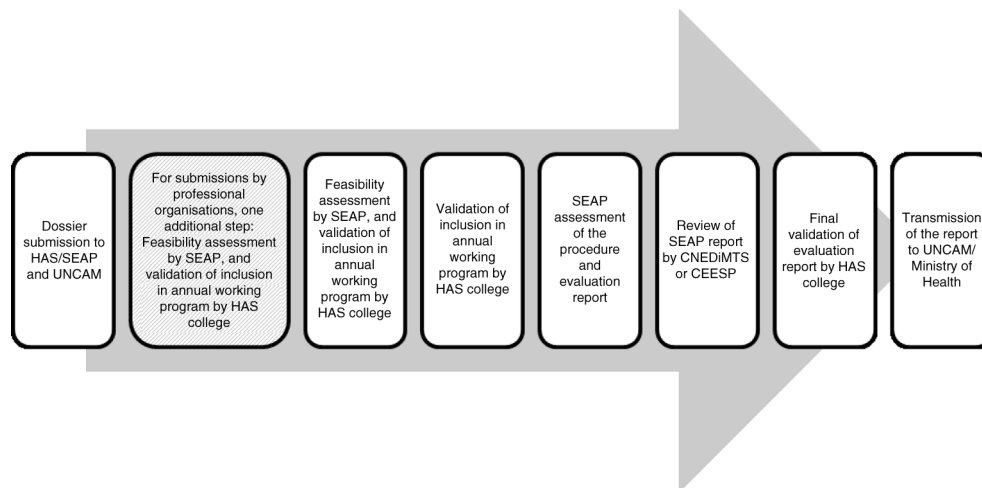 Dossier
submission to
HAS/SEAP
and UNCAM
For submissions by
professional
organisations, one
additional step:
Feasibility assessment
by SEAP, and
validation of inclusion
in annual working
program by HAS
college
Feasibility
assessment
by SEAP, and
validation of
inclusion in
annual
working
program by
HAS college
Validation of
inclusion in
annual
working
program by
HAS college
SEAP
assessment
of the
procedure
and
evaluation
report
Review of
SEAP report
by CNEDiMTS
or CEESP
Final
validation of
evaluation
report by HAS
college
Transmission
of the report
to UNCAM/
Ministry of
Health